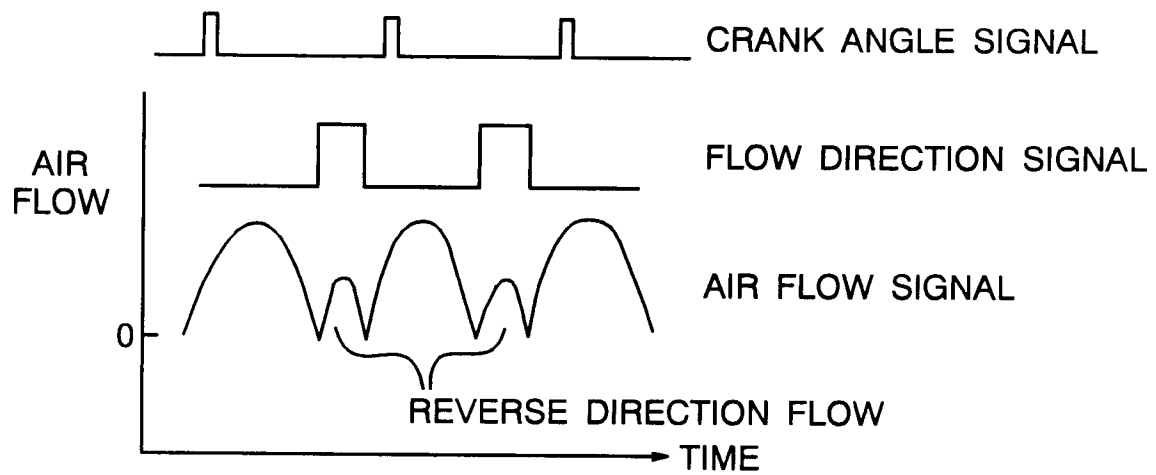 CRANK ANGLE SIGNAL
AIR
FLOW
FLOW DIRECTION SIGNAL
AIR FLOW SIGNAL
0
REVERSE DIRECTION FLOW
TIME